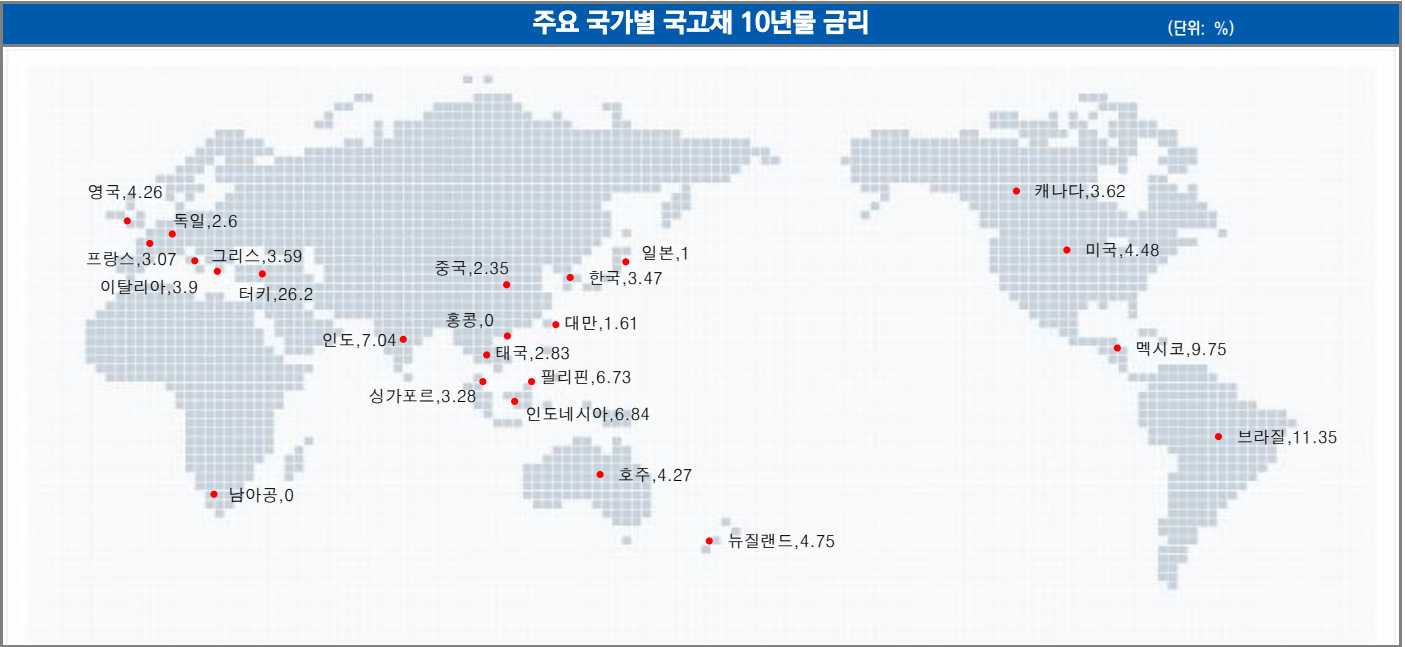 주요 국가별 국고채 10년물 금리
(단위: %)
영국,4.26
독일,2.6
프랑스,3.07
그리스,3.59
이탈리아,3.9
터키,26.2
중국,2.35
일본,1
한국,3.47
홍콩,0
대만,1.61
인도,7.04
태국,2.83
싱가포르,3.28
필리핀,6.73
인도네시아,6.84
호주,4.27
남아공,0
뉴질랜드,4.75
캐나다,3.62
미국,4.48
멕시코,9.75
브라질,11.35